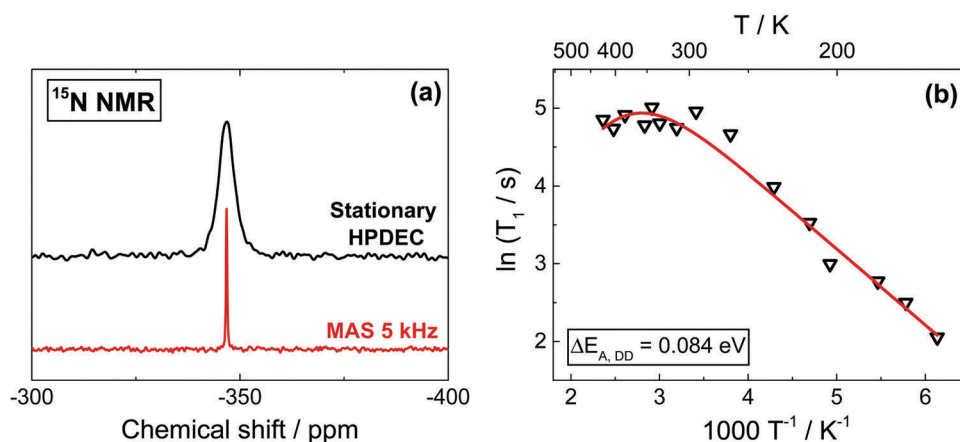 ¹⁵N NMR
(a)
Stationary
HPDEC
MAS 5 kHz
-300
-350
-400
Chemical shift / ppm
T / K
500
400
300
200
(b)
5
4
3
2
ln (T₁ / s)
ΔE_A, DD = 0.084 eV
2
3
4
5
6
1000 T⁻¹ / K⁻¹